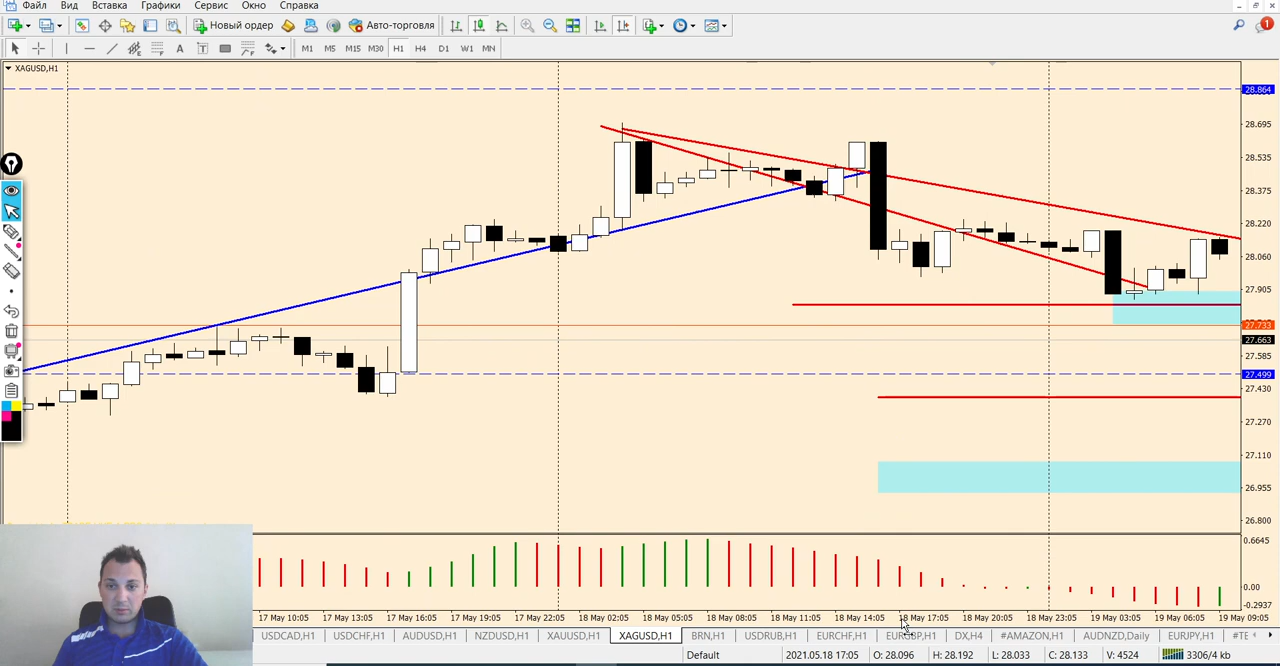 Файл Вид Вставка Графики Сервис Окно Справка
Новый ордер Авто-торговля 1
A T M1 M5 M15 M30 H1 H4 D1 W1 MN
XAGUSD,H1
28.864
28.695
28.535
28.375
28.220
28.060
27.905
27.733
27.663
27.585
27.499
27.430
27.270
27.110
26.955
26.800
0.6645
0.00
-0.2937
17 May 10:05 17 May 13:05 17 May 16:05 17 May 19:05 17 May 22:05 18 May 02:05 18 May 05:05 18 May 08:05 18 May 11:05 18 May 14:05 18 May 17:05 18 May 20:05 18 May 23:05 19 May 03:05 19 May 06:05 19 May 09:05
USDCAD,H1 USDCHF,H1 AUDUSD,H1 NZDUSD,H1 XAUUSD,H1 XAGUSD,H1 BRN,H1 USDRUB,H1 EURCHF,H1 EURGBP,H1 DX,H4 #AMAZON,H1 AUDNZD,Daily EURJPY,H1 #TE
Default 2021.05.18 17:05 O: 28.096 H: 28.192 L: 28.033 C: 28.133 V: 4524 3306/4 kb